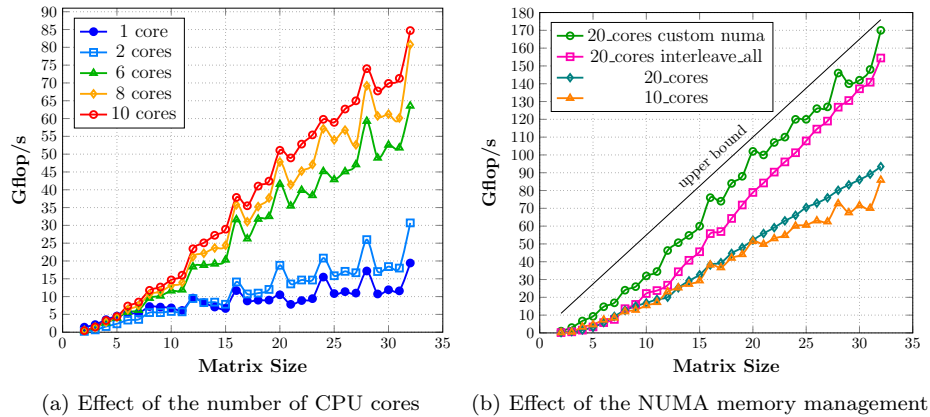 1 core
2 cores
6 cores
8 cores
10 cores
90
85
80
75
70
65
60
55
50
45
40
35
30
25
20
15
10
5
0
Gflop/s
0 5 10 15 20 25 30 35
Matrix Size
(a) Effect of the number of CPU cores
20_cores custom numa
20_cores interleave_all
20_cores
10_cores
upper bound
180
170
160
150
140
130
120
110
100
90
80
70
60
50
40
30
20
10
0
Gflop/s
0 5 10 15 20 25 30 35
Matrix Size
(b) Effect of the NUMA memory management